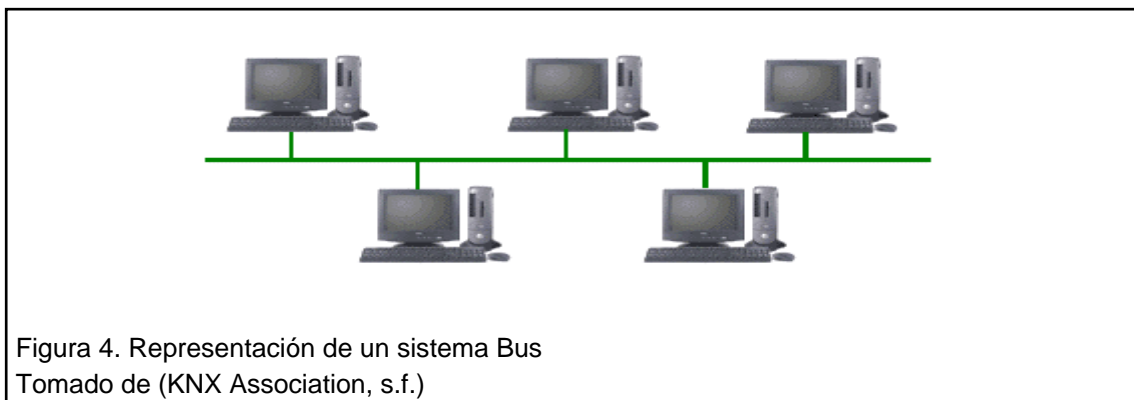 Figura 4. Representación de un sistema Bus
Tomado de (KNX Association, s.f.)